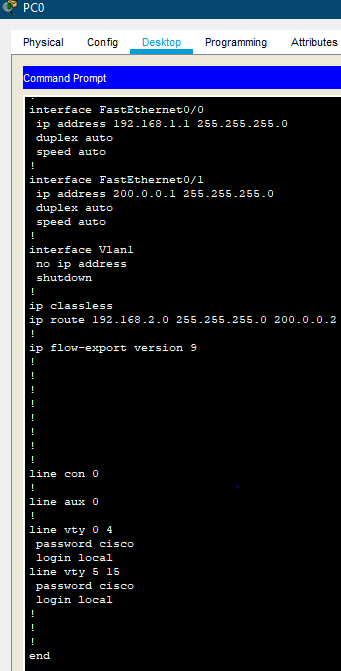 PC0
Physical Config Desktop Programming Attributes
Command Prompt
!
interface FastEthernet0/0
ip address 192.168.1.1 255.255.255.0
duplex auto
speed auto
!
interface FastEthernet0/1
ip address 200.0.0.1 255.255.255.0
duplex auto
speed auto
!
interface Vlan1
no ip address
shutdown
!
ip classless
ip route 192.168.2.0 255.255.255.0 200.0.0.2
!
ip flow-export version 9
!
!
!
!
!
!
!
!
line con 0
!
line aux 0
!
line vty 0 4
password cisco
login local
line vty 5 15
password cisco
login local
!
!
!
end